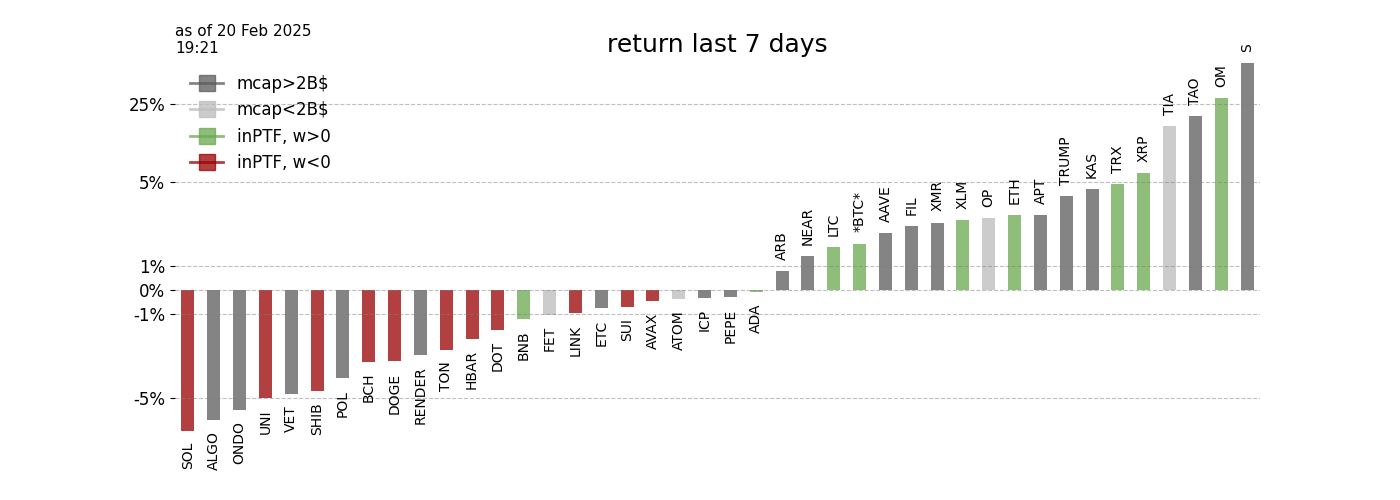 as of 20 Feb 2025
19:21
return last 7 days
mcap>2B$
mcap<2B$
inPTF, w>0
inPTF, w<0
25%
5%
1%
0%
-1%
-5%
SOL
ALGO
ONDO
UNI
VET
SHIB
POL
BCH
DOGE
RENDER
TON
HBAR
DOT
BNB
FET
LINK
ETC
SUI
AVAX
ATOM
ICP
PEPE
ADA
ARB
NEAR
LTC
*BTC*
AAVE
FIL
XMR
XLM
OP
ETH
APT
TRUMP
KAS
TRX
XRP
TIA
TAO
OM
S